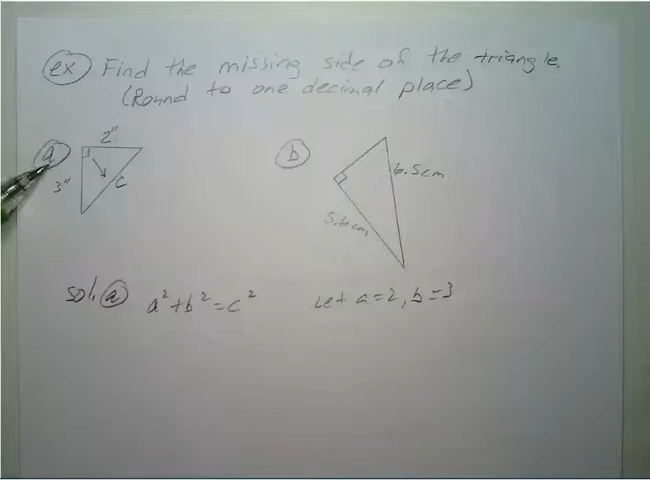 ex Find the missing side of the triangle.
(Round to one decimal place)
a 2" 3" c
b 6.5cm 5.6cm
sol. a a²+b²=c² Let a=2, b=3